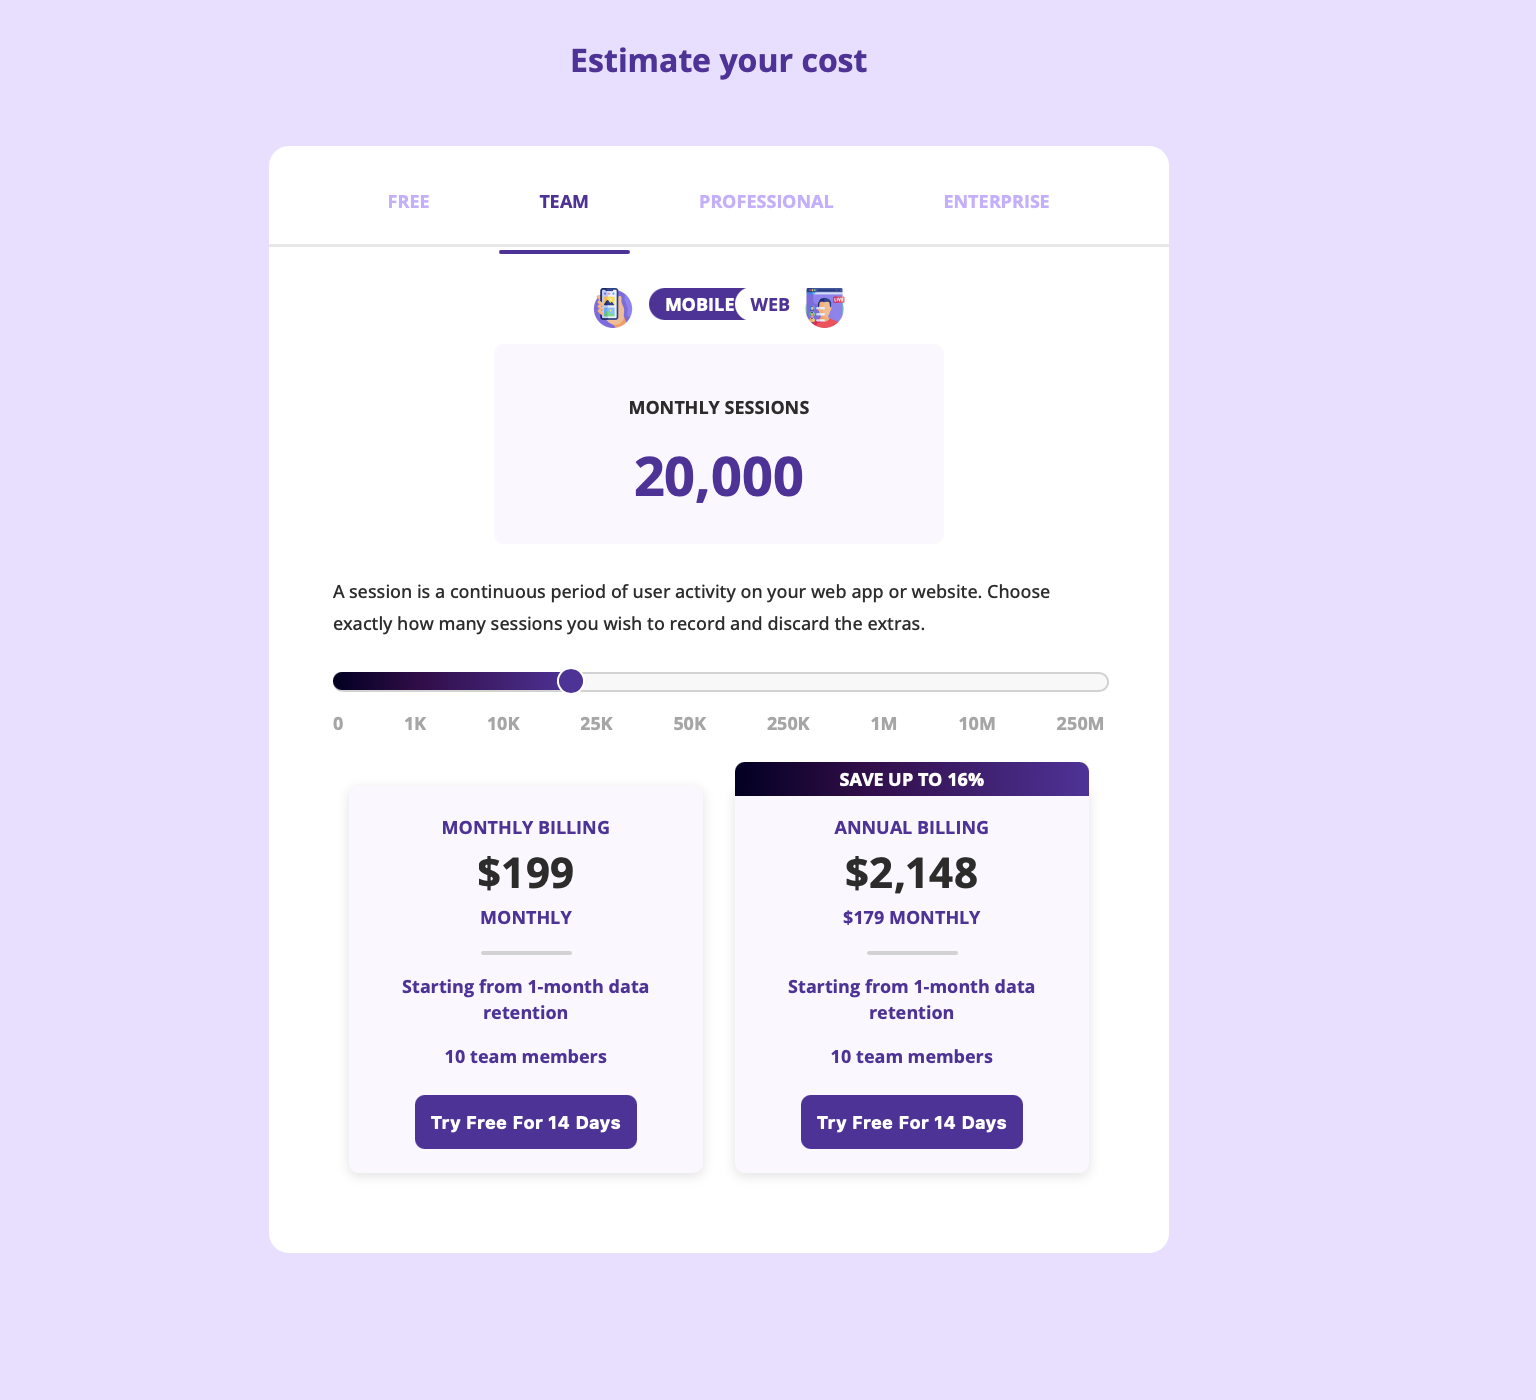 Estimate your cost
FREE
TEAM
PROFESSIONAL
ENTERPRISE
MOBILE
WEB
MONTHLY SESSIONS
20,000
A session is a continuous period of user activity on your web app or website. Choose
exactly how many sessions you wish to record and discard the extras.
0 1K 10K 25K 50K 250K 1M 10M 250M
MONTHLY BILLING
$199
MONTHLY
Starting from 1-month data
retention
10 team members
Try Free For 14 Days
SAVE UP TO 16%
ANNUAL BILLING
$2,148
$179 MONTHLY
Starting from 1-month data
retention
10 team members
Try Free For 14 Days